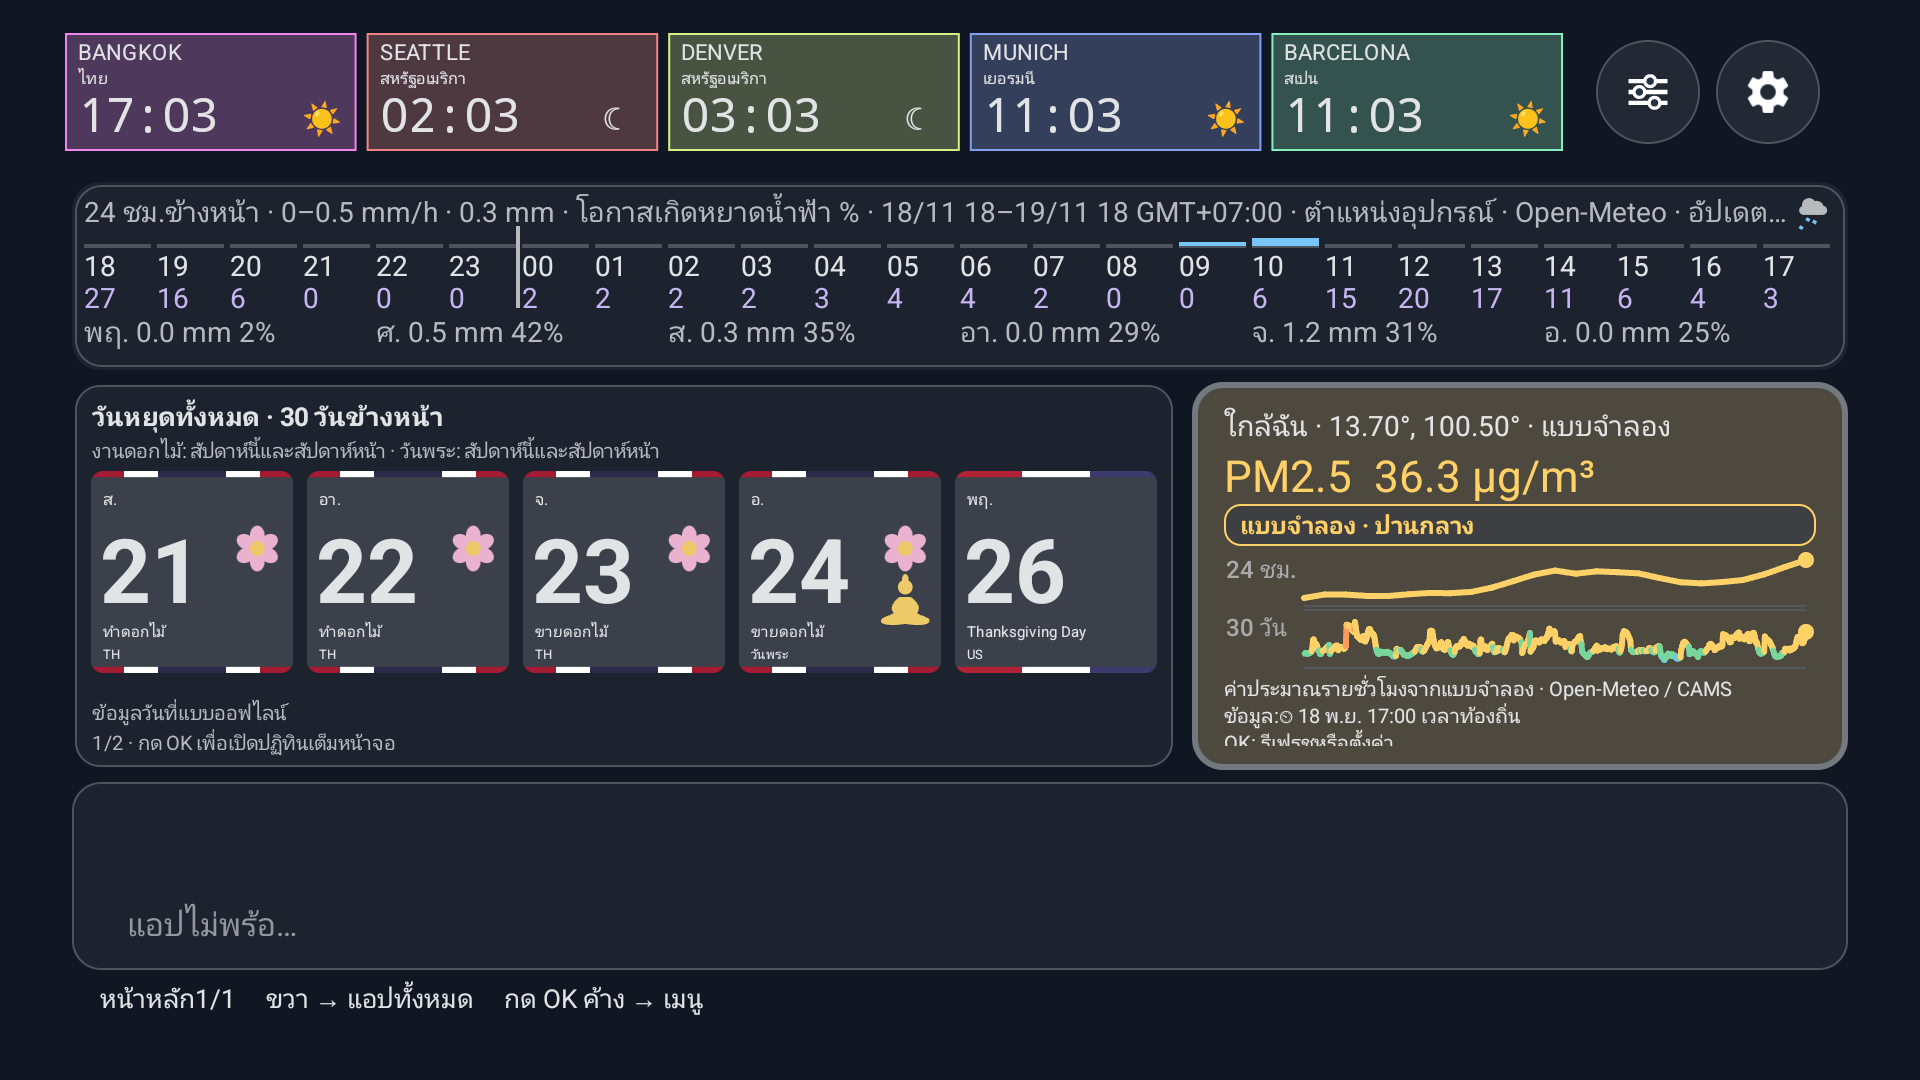 BANGKOK
ไทย
17:03
SEATTLE
สหรัฐอเมริกา
02:03
DENVER
สหรัฐอเมริกา
03:03
MUNICH
เยอรมนี
11:03
BARCELONA
สเปน
11:03
24 ชม.ข้างหน้า · 0–0.5 mm/h · 0.3 mm · โอกาสเกิดหยาดน้ำฟ้า % · 18/11 18–19/11 18 GMT+07:00 · ตำแหน่งอุปกรณ์ · Open-Meteo · อัปเดต...
18 19 20 21 22 23 00 01 02 03 04 05 06 07 08 09 10 11 12 13 14 15 16 17
27 16 6 0 0 0 2 2 2 2 3 4 4 2 0 0 6 15 20 17 11 6 4 3
พฤ. 0.0 mm 2% ศ. 0.5 mm 42% ส. 0.3 mm 35% อา. 0.0 mm 29% จ. 1.2 mm 31% อ. 0.0 mm 25%
วันหยุดทั้งหมด · 30 วันข้างหน้า
งานดอกไม้: สัปดาห์นี้และสัปดาห์หน้า · วันพระ: สัปดาห์นี้และสัปดาห์หน้า
ส.
21
ทำดอกไม้
TH
อา.
22
ทำดอกไม้
TH
จ.
23
ขายดอกไม้
TH
อ.
24
ขายดอกไม้
วันพระ
พฤ.
26
Thanksgiving Day
US
ข้อมูลวันที่แบบออฟไลน์
1/2 · กด OK เพื่อเปิดปฏิทินเต็มหน้าจอ
ใกล้ฉัน · 13.70°, 100.50° · แบบจำลอง
PM2.5 36.3 µg/m³
แบบจำลอง · ปานกลาง
24 ชม.
30 วัน
ค่าประมาณรายชั่วโมงจากแบบจำลอง · Open-Meteo / CAMS
ข้อมูล:⏲ 18 พ.ย. 17:00 เวลาท้องถิ่น
OK: รีเฟรชหรือตั้งค่า
แอปไม่พร้อ...
หน้าหลัก1/1 ขวา → แอปทั้งหมด กด OK ค้าง → เมนู